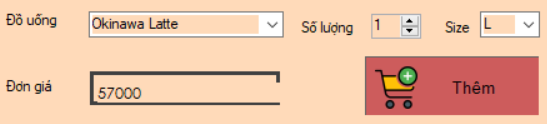 Đồ uống Okinawa Latte Số lượng 1 Size L
Đơn giá 57000 Thêm